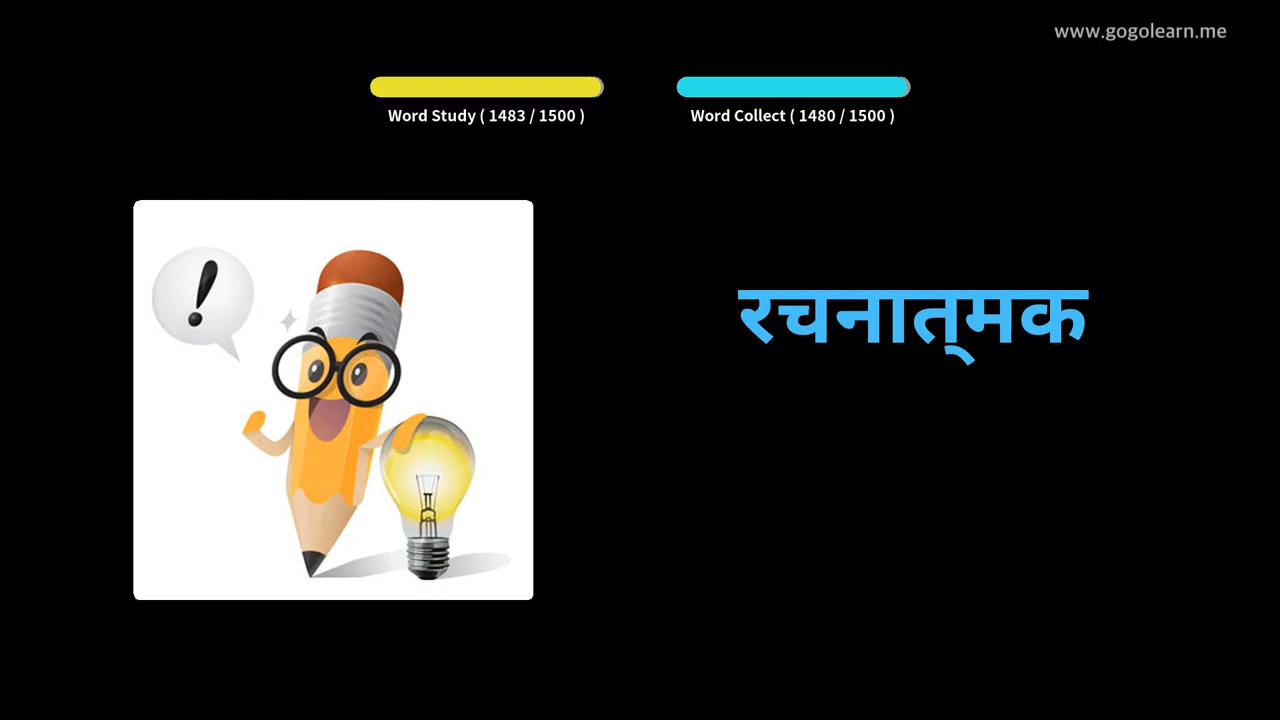 www.gogolearn.me
Word Study ( 1483 / 1500 )
Word Collect ( 1480 / 1500 )
!
रचनात्‍मक